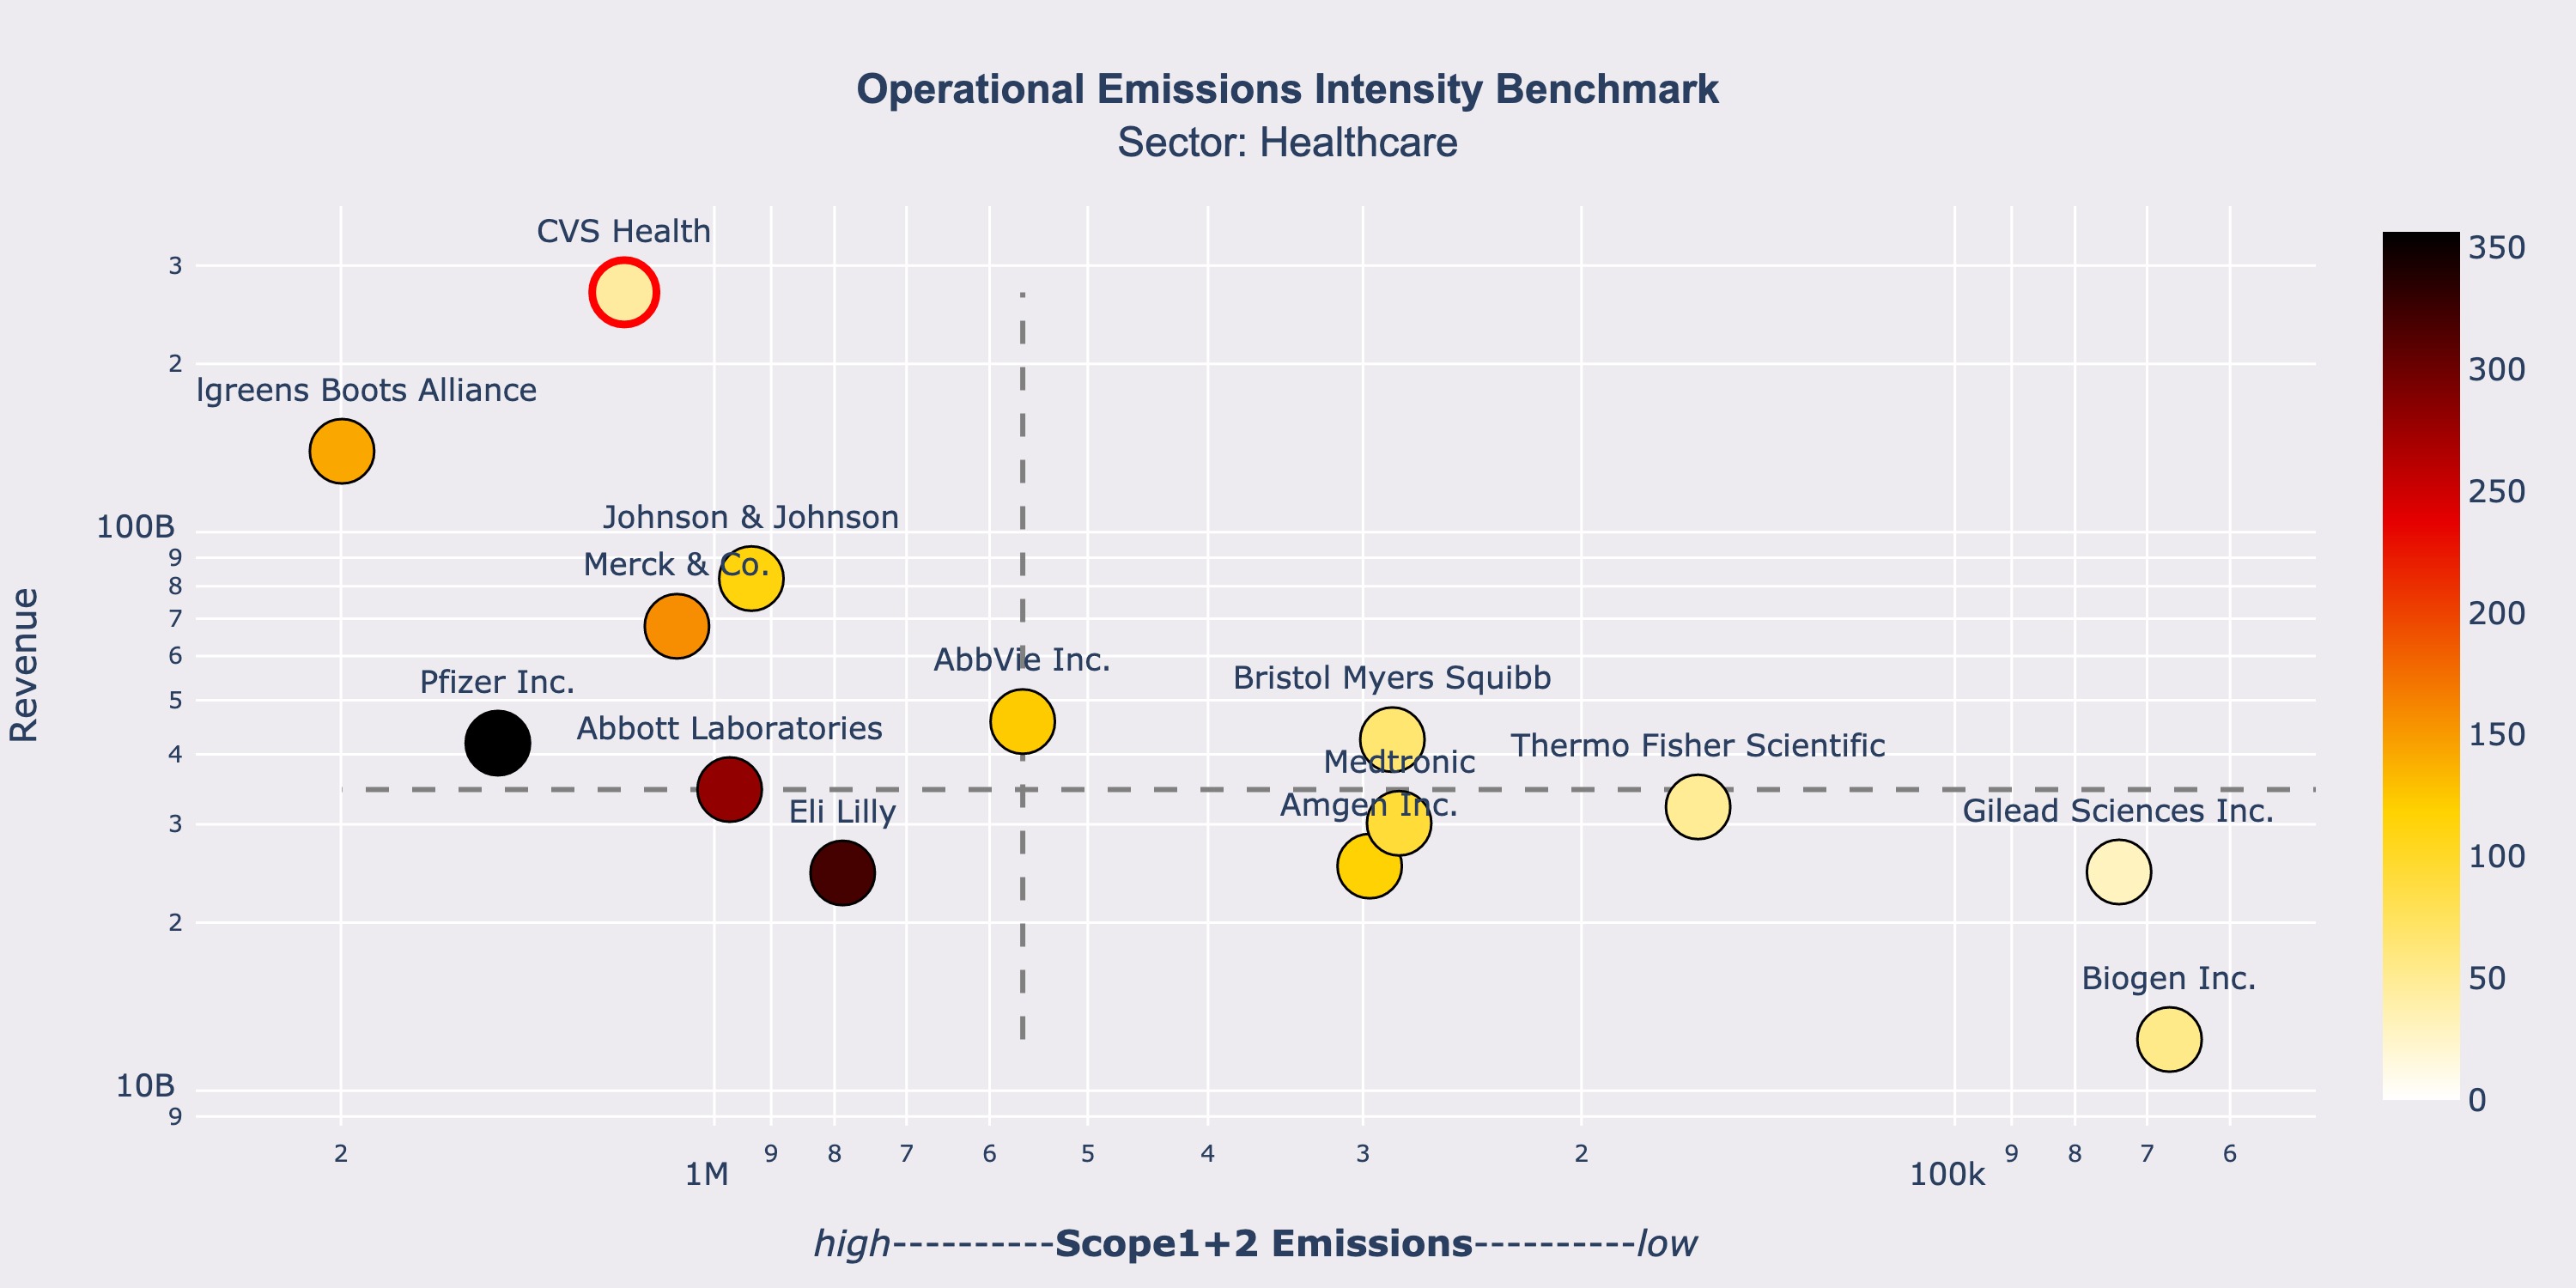 Operational Emissions Intensity Benchmark
Sector: Healthcare
CVS Health
lgreens Boots Alliance
Johnson & Johnson
Merck & Co.
AbbVie Inc.
Bristol Myers Squibb
Pfizer Inc.
Abbott Laboratories
Thermo Fisher Scientific
Medtronic
Amgen Inc.
Eli Lilly
Gilead Sciences Inc.
Biogen Inc.
Revenue
3
2
100B
9
8
7
6
5
4
3
2
10B
9
2
1M
9
8
7
6
5
4
3
2
100k
9
8
7
6
high----------Scope1+2 Emissions----------low
350
300
250
200
150
100
50
0